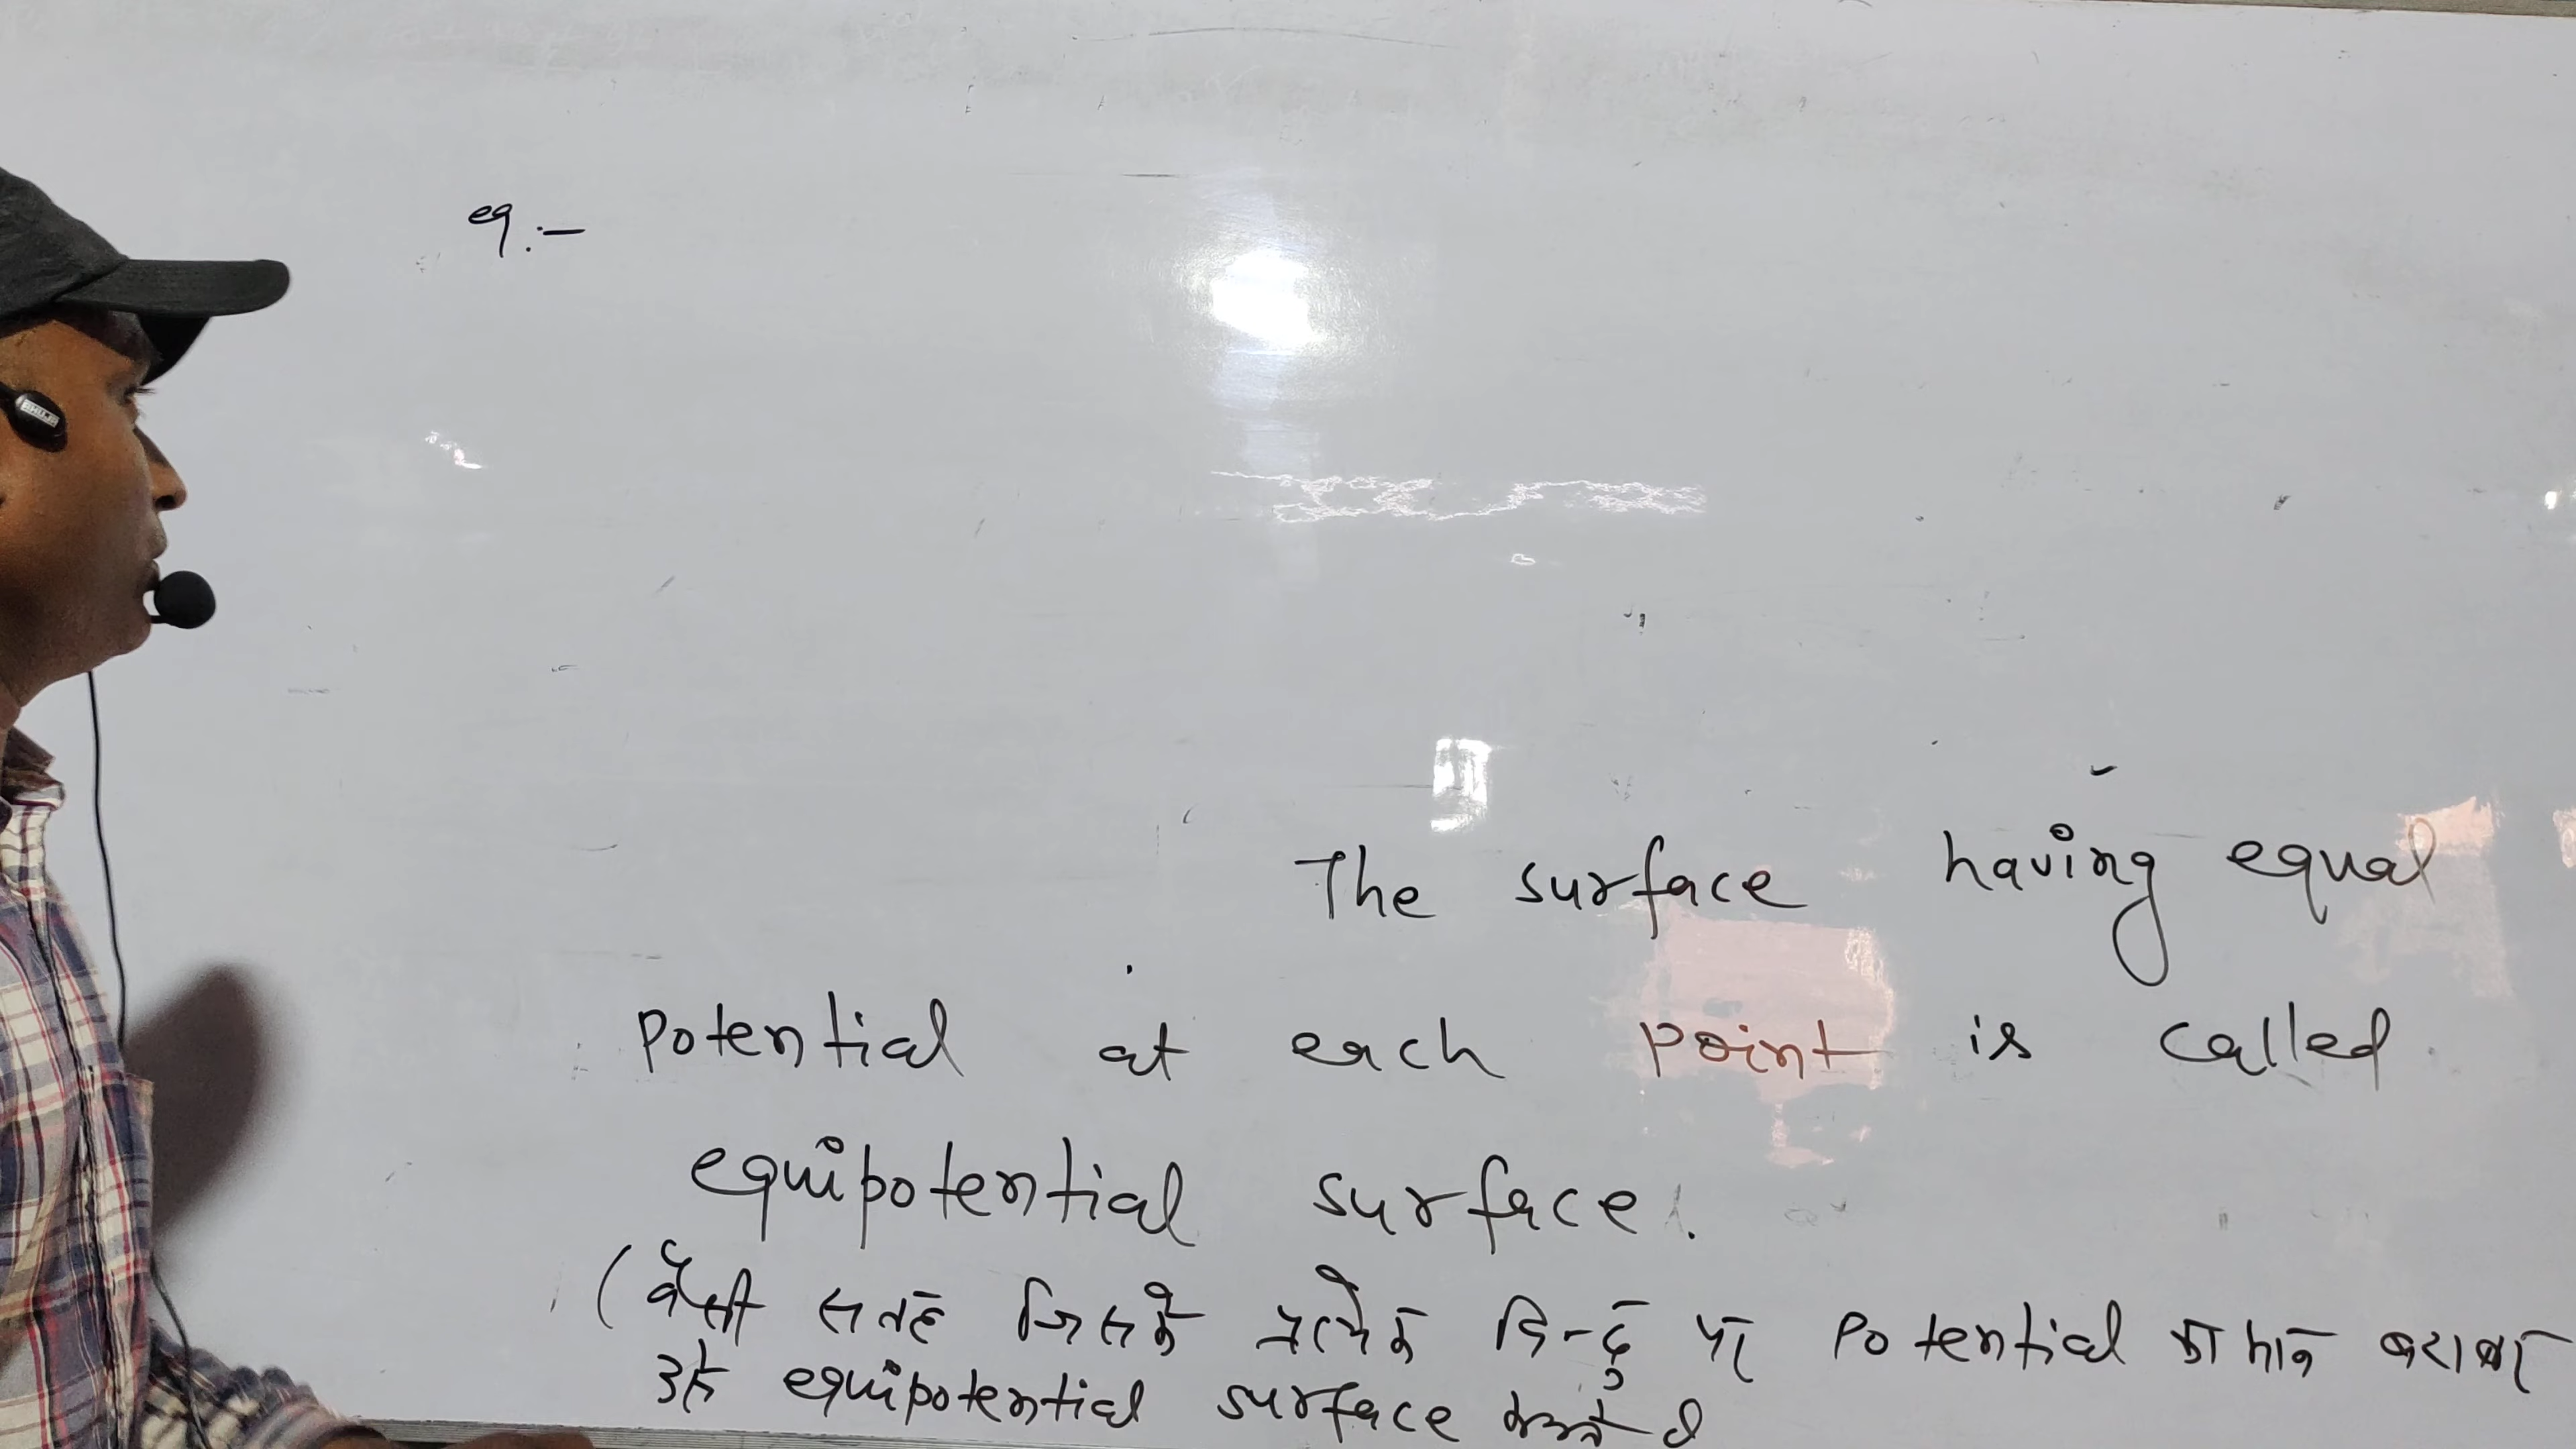 eg.:-
The surface having equal
potential at each point is called
equipotential surface.
(वैसी सतह जिसके प्रत्येक बिन्दु पर potential का मान बराबर
उसे equipotential surface कहते है